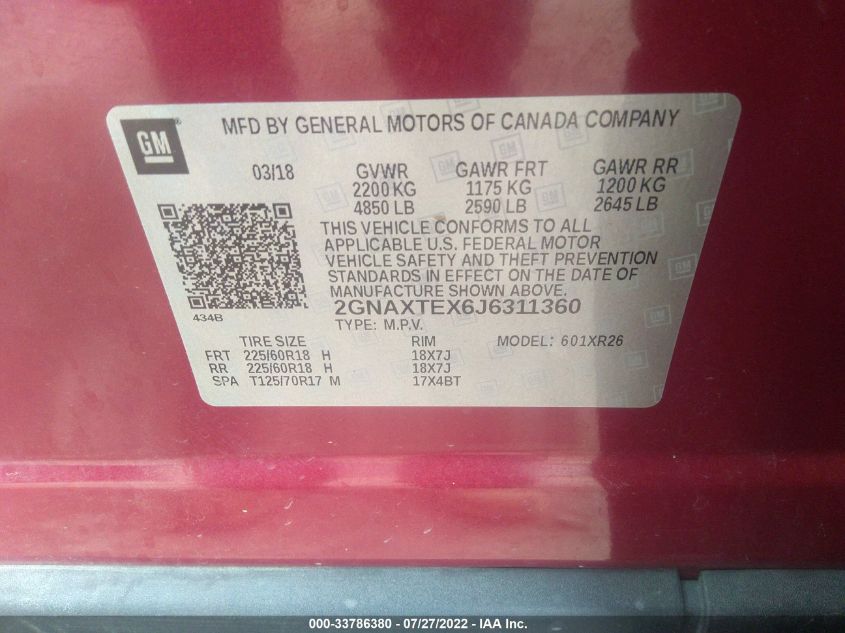 GM ®
MFD BY GENERAL MOTORS OF CANADA COMPANY
03/18 GVWR GAWR FRT GAWR RR
2200 KG 1175 KG 1200 KG
4850 LB 2590 LB 2645 LB
THIS VEHICLE CONFORMS TO ALL
APPLICABLE U.S. FEDERAL MOTOR
VEHICLE SAFETY AND THEFT PREVENTION
STANDARDS IN EFFECT ON THE DATE OF
MANUFACTURE SHOWN ABOVE.
434B
2GNAXTEX6J6311360
TYPE: M.P.V.
TIRE SIZE RIM MODEL: 601XR26
FRT 225/60R18 H 18X7J
RR 225/60R18 H 18X7J
SPA T125/70R17 M 17X4BT
000-33786380 - 07/27/2022 - IAA Inc.